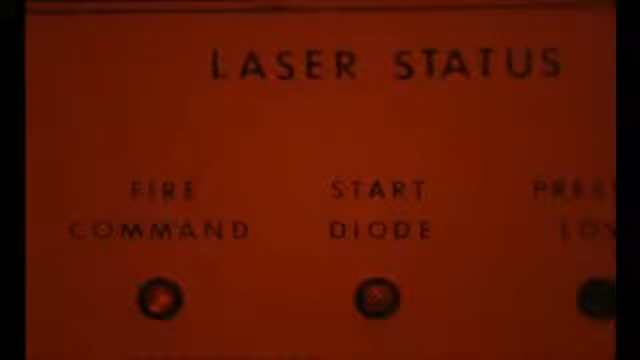 LASER STATUS
FIRE
COMMAND
START
DIODE